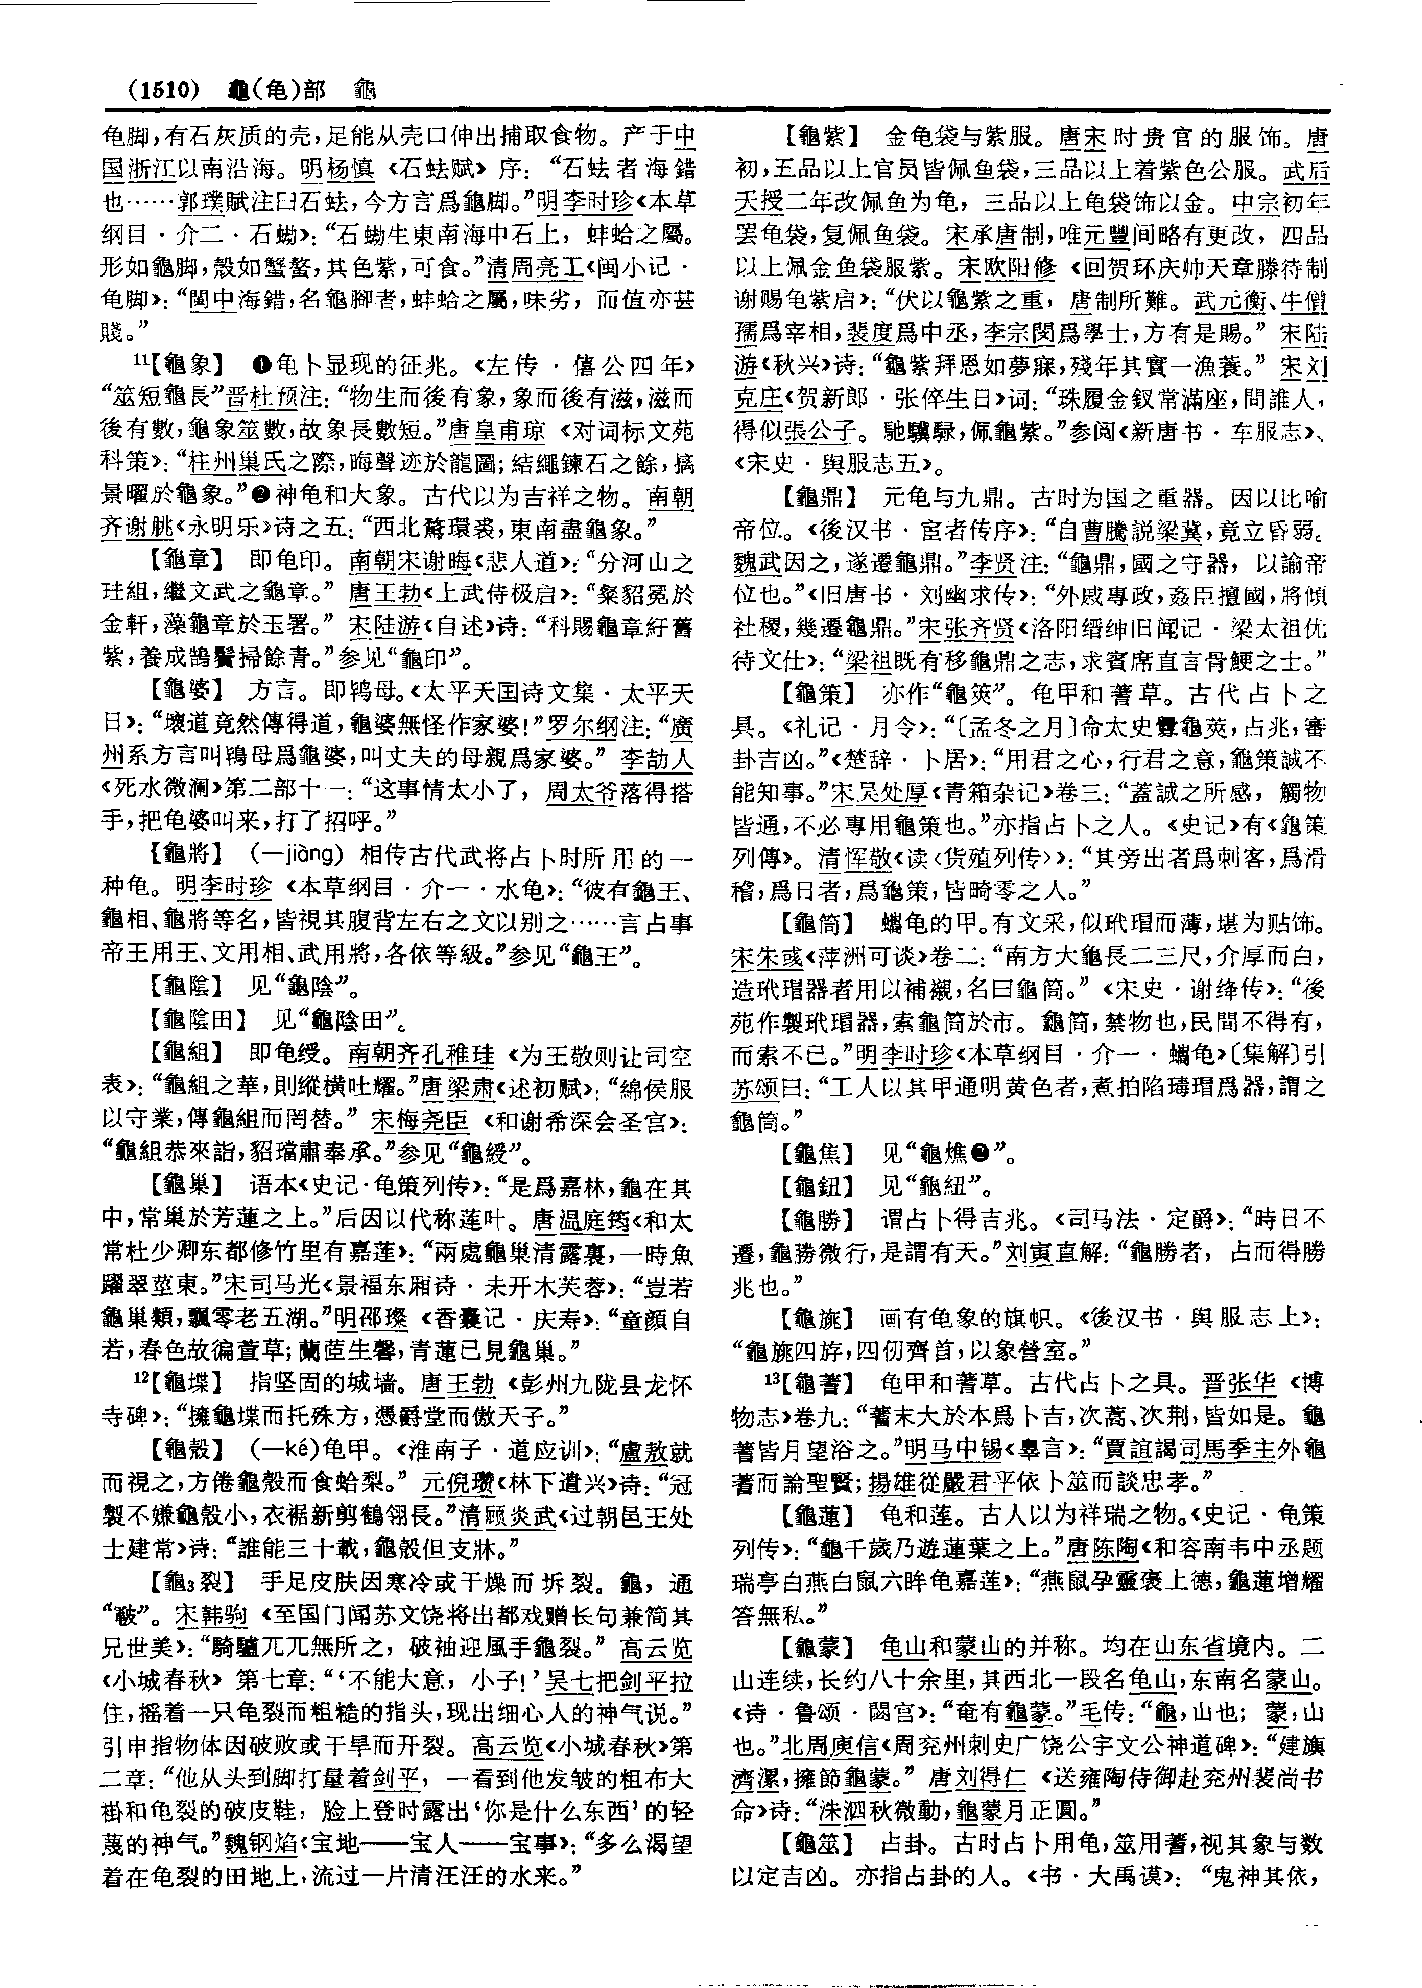 (1510) 龜(龟)部 龜
龟脚，有石灰质的壳，足能从壳口伸出捕取食物。产于中
国浙江以南沿海。明杨慎《石蚨赋》序：“石蚨者海錯
也……郭璞賦注曰石蚨，今方言爲龜脚。”明李时珍《本草
纲目·介二·石蜐》：“石蜐生東南海中石上，蚌蛤之屬。
形如龜脚，殼如蟹螯，其色紫，可食。”清周亮工《闽小记·
龟脚》：“閩中海錯，名龜腳者，蚌蛤之屬，味劣，而值亦甚
賤。”
11【龜象】 ❶龟卜显现的征兆。《左传·僖公四年》
“筮短龜長”晋杜预注：“物生而後有象，象而後有滋，滋而
後有數，龜象筮數，故象長數短。”唐皇甫琼《对词标文苑
科策》：“柱州巢氏之際，晦聲迹於龍圖；結繩鍊石之餘，摛
景曜於龜象。”❷神龟和大象。古代以为吉祥之物。南朝
齐谢朓《永明乐》诗之五：“西北騖環裘，東南盡龜象。”
【龜章】 即龟印。南朝宋谢晦《悲人道》：“分河山之
珪組，繼文武之龜章。”唐王勃《上武侍极启》：“粲貂冕於
金軒，藻龜章於玉署。”宋陆游《自述》诗：“科賜龜章紆舊
紫，養成鵠鬢掃餘青。”参见“龜印”。
【龜婆】 方言。即鸨母。《太平天国诗文集·太平天
日》：“壞道竟然傳得道，龜婆無怪作家婆！”罗尔纲注：“廣
州系方言叫鴇母爲龜婆，叫丈夫的母親爲家婆。”李劼人
《死水微澜》第二部十一：“这事情太小了，周太爷落得搭
手，把龟婆叫来，打了招呼。”
【龜將】 (—jiàng) 相传古代武将占卜时所用的一
种龟。明李时珍《本草纲目·介一·水龟》：“彼有龜王、
龜相、龜將等名，皆視其腹背左右之文以别之……言占事
帝王用王、文用相、武用將，各依等級。”参见“龜王”。
【龜陰】 见“龜陰”。
【龜陰田】 见“龜陰田”。
【龜組】 即龟绶。南朝齐孔稚珪《为王敬则让司空
表》：“龜組之華，則縱横吐耀。”唐梁肃《述初赋》：“綿侯服
以守業，傳龜組而罔替。”宋梅尧臣《和谢希深会圣宫》：
“龜組恭來詣，貂璫肅奉承。”参见“龜綬”。
【龜巢】 语本《史记·龟策列传》：“是爲嘉林，龜在其
中，常巢於芳蓮之上。”后因以代称莲叶。唐温庭筠《和太
常杜少卿东都修竹里有嘉莲》：“兩處龜巢清露裏，一時魚
躍翠莖東。”宋司马光《景福东厢诗·未开木芙蓉》：“豈若
龜巢類，飄零老五湖。”明邵璨《香囊记·庆寿》：“童顔自
若，春色故徧萱草；蘭茝生馨，青蓮已見龜巢。”
12【龜堞】 指坚固的城墙。唐王勃《彭州九陇县龙怀
寺碑》：“擁龜堞而托殊方，憑爵堂而傲天子。”
【龜殼】 (—ké)龟甲。《淮南子·道应训》：“盧敖就
而視之，方倦龜殼而食蛤梨。”元倪瓒《林下遣兴》诗：“冠
製不嫌龜殼小，衣裾新剪鶴翎長。”清顾炎武《过朝邑王处
士建常》诗：“誰能三十載，龜殼但支牀。”
【龜3裂】 手足皮肤因寒冷或干燥而坼裂。龜，通
“皸”。宋韩驹《至国门闻苏文饶将出都戏赠长句兼简其
兄世美》：“騎驢兀兀無所之，破袖迎風手龜裂。”高云览
《小城春秋》第七章：“‘不能大意，小子！’吴七把剑平拉
住，摇着一只龟裂而粗糙的指头，现出细心人的神气说。”
引申指物体因破败或干旱而开裂。高云览《小城春秋》第
二章：“他从头到脚打量着剑平，一看到他发皱的粗布大
褂和龟裂的破皮鞋，脸上登时露出‘你是什么东西’的轻
蔑的神气。”魏钢焰《宝地——宝人——宝事》：“多么渴望
着在龟裂的田地上，流过一片清汪汪的水来。”
【龜紫】 金龟袋与紫服。唐宋时贵官的服饰。唐
初，五品以上官员皆佩鱼袋，三品以上着紫色公服。武后
天授二年改佩鱼为龟，三品以上龟袋饰以金。中宗初年
罢龟袋，复佩鱼袋。宋承唐制，唯元豐间略有更改，四品
以上佩金鱼袋服紫。宋欧阳修《回贺环庆帅天章滕待制
谢赐龟紫启》：“伏以龜紫之重，唐制所難。武元衡、牛僧
孺爲宰相，裴度爲中丞，李宗閔爲學士，方有是賜。”宋陆
游《秋兴》诗：“龜紫拜恩如夢寐，殘年其實一漁蓑。”宋刘
克庄《贺新郎·张倅生日》词：“珠履金釵常滿座，問誰人，
得似張公子。馳驥騄，佩龜紫。”参阅《新唐书·车服志》、
《宋史·舆服志五》。
【龜鼎】 元龟与九鼎。古时为国之重器。因以比喻
帝位。《後汉书·宦者传序》：“自曹騰説梁冀，竟立昏弱。
魏武因之，遂遷龜鼎。”李贤注：“龜鼎，國之守器，以諭帝
位也。”《旧唐书·刘幽求传》：“外戚專政，姦臣擅國，將傾
社稷，幾遷龜鼎。”宋张齐贤《洛阳缙绅旧闻记·梁太祖优
待文仕》：“梁祖既有移龜鼎之志，求賓席直言骨鯁之士。”
【龜策】 亦作“龜筴”。龟甲和蓍草。古代占卜之
具。《礼记·月令》：“〔孟冬之月〕命太史釁龜筴，占兆，審
卦吉凶。”《楚辞·卜居》：“用君之心，行君之意，龜策誠不
能知事。”宋吴处厚《青箱杂记》卷三：“蓋誠之所感，觸物
皆通，不必專用龜策也。”亦指占卜之人。《史记》有《龜策
列傳》。清恽敬《读〈货殖列传〉》：“其旁出者爲刺客，爲滑
稽，爲日者，爲龜策，皆畸零之人。”
【龜筒】 蠵龟的甲。有文采，似玳瑁而薄，堪为贴饰。
宋朱彧《萍洲可谈》卷二：“南方大龜長二三尺，介厚而白，
造玳瑁器者用以補襯，名曰龜筒。”《宋史·谢绛传》：“後
苑作製玳瑁器，索龜筒於市。龜筒，禁物也，民間不得有，
而索不已。”明李时珍《本草纲目·介一·蠵龟》〔集解〕引
苏颂曰：“工人以其甲通明黄色者，煮拍陷瑇瑁爲器，謂之
龜筒。”
【龜焦】 见“龜燋❷”。
【龜鈕】 见“龜紐”。
【龜勝】 谓占卜得吉兆。《司马法·定爵》：“時日不
遷，龜勝微行，是謂有天。”刘寅直解：“龜勝者，占而得勝
兆也。”
【龜旐】 画有龟象的旗帜。《後汉书·舆服志上》：
“龜旐四斿，四仞齊首，以象營室。”
13【龜蓍】 龟甲和蓍草。古代占卜之具。晋张华《博
物志》卷九：“蓍末大於本爲卜吉，次蒿、次荆，皆如是。龜
蓍皆月望浴之。”明马中锡《罪言》：“賈誼謁司馬季主外龜
蓍而論聖賢；揚雄從嚴君平依卜筮而談忠孝。”
【龜蓮】 龟和莲。古人以为祥瑞之物。《史记·龟策
列传》：“龜千歲乃遊蓮葉之上。”唐陈陶《和容南韦中丞题
瑞亭白燕白鼠六眸龟嘉莲》：“燕鼠孕靈褒上德，龜蓮增耀
答無私。”
【龜蒙】 龟山和蒙山的并称。均在山东省境内。二
山连续，长约八十余里，其西北一段名龟山，东南名蒙山。
《诗·鲁颂·閟宫》：“奄有龜蒙。”毛传：“龜，山也；蒙，山
也。”北周庾信《周兖州刺史广饶公宇文公神道碑》：“建旟
濟漯，擁節龜蒙。”唐刘得仁《送雍陶侍御赴兖州裴尚书
命》诗：“洙泗秋微動，龜蒙月正圓。”
【龜筮】 占卦。古时占卜用龟，筮用蓍，视其象与数
以定吉凶。亦指占卦的人。《书·大禹谟》：“鬼神其依，